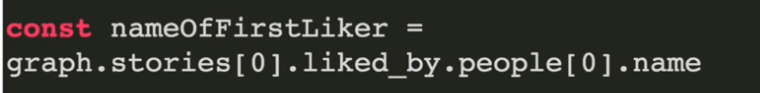 const nameOfFirstLiker =
graph.stories[0].liked_by.people[0].name